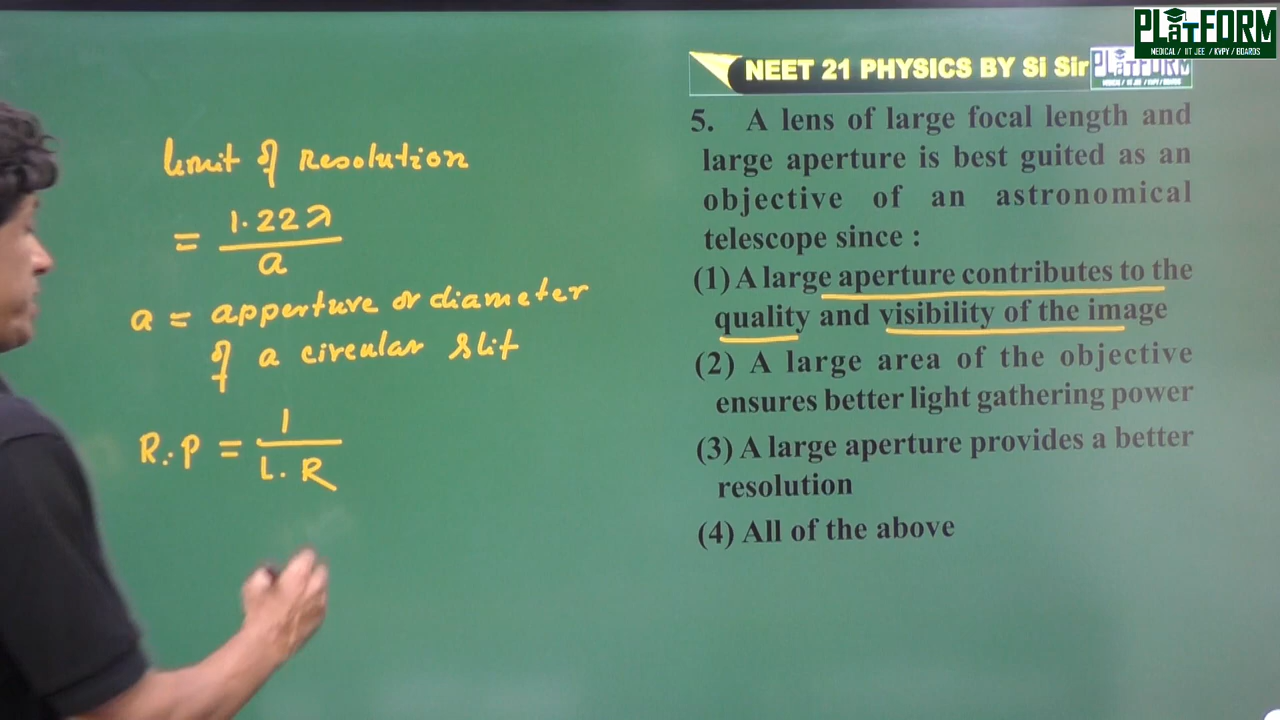 PLATFORM
MEDICAL / IIT JEE / KVPY / BOARDS
NEET 21 PHYSICS BY Si Sir
PLATFORM
5. A lens of large focal length and
large aperture is best guited as an
objective of an astronomical
telescope since :
(1) A large aperture contributes to the
quality and visibility of the image
(2) A large area of the objective
ensures better light gathering power
(3) A large aperture provides a better
resolution
(4) All of the above
limit of resolution
= 1.22λ
a
a = apperture or diameter
of a circular slit
R.P = 1
L.R